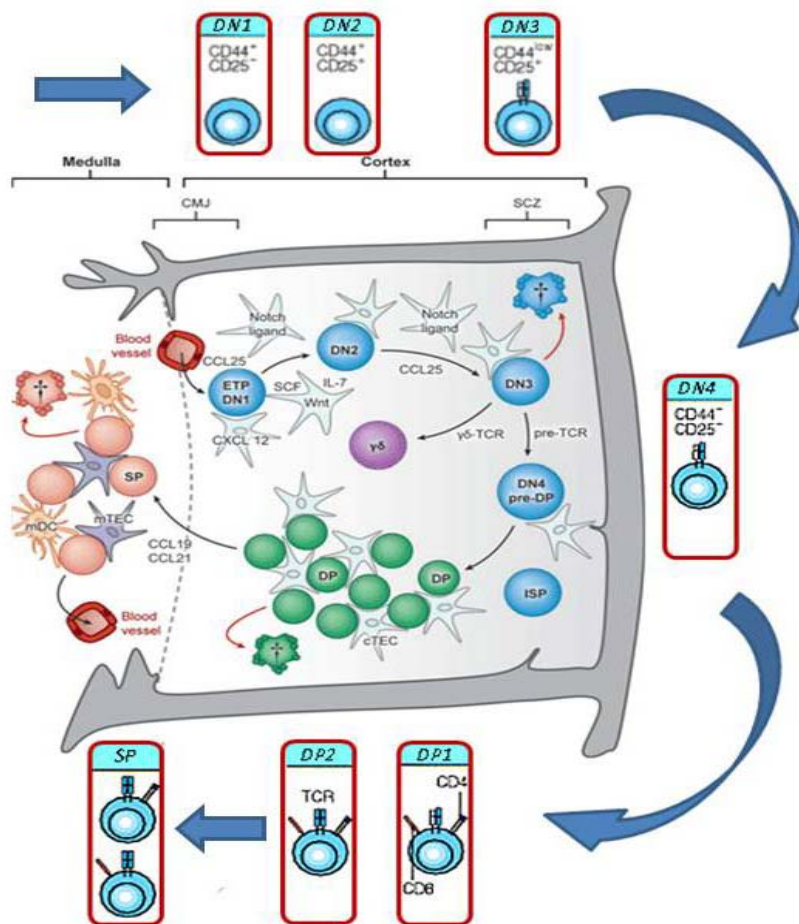 DN1
CD44⁺
CD25⁻
DN2
CD44⁺
CD25⁺
DN3
CD44low
CD25⁺
Medulla
Cortex
CMJ
SCZ
Notch
ligand
Notch
ligand
†
Blood
vessel
CCL25
DN2
CCL25
IL-7
SCF
Wnt
ETP
DN1
CXCL 12
DN3
γδ
γδ-TCR
pre-TCR
DN4
CD44⁻
CD25⁻
†
SP
DN4
pre-DP
mDC
mTEC
CCL19
CCL21
DP
DP
ISP
Blood
vessel
†
cTEC
SP
DP2
TCR
DP1
CD4
CD8